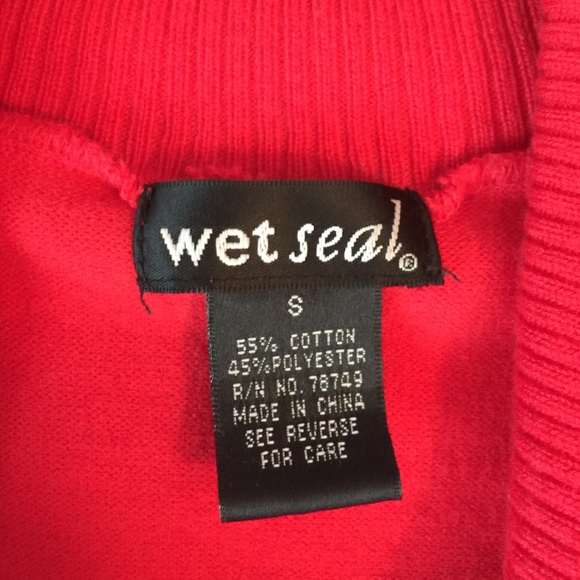 wet seal®
S
55% COTTON
45%POLYESTER
R/N NO. 78749
MADE IN CHINA
SEE REVERSE
FOR CARE